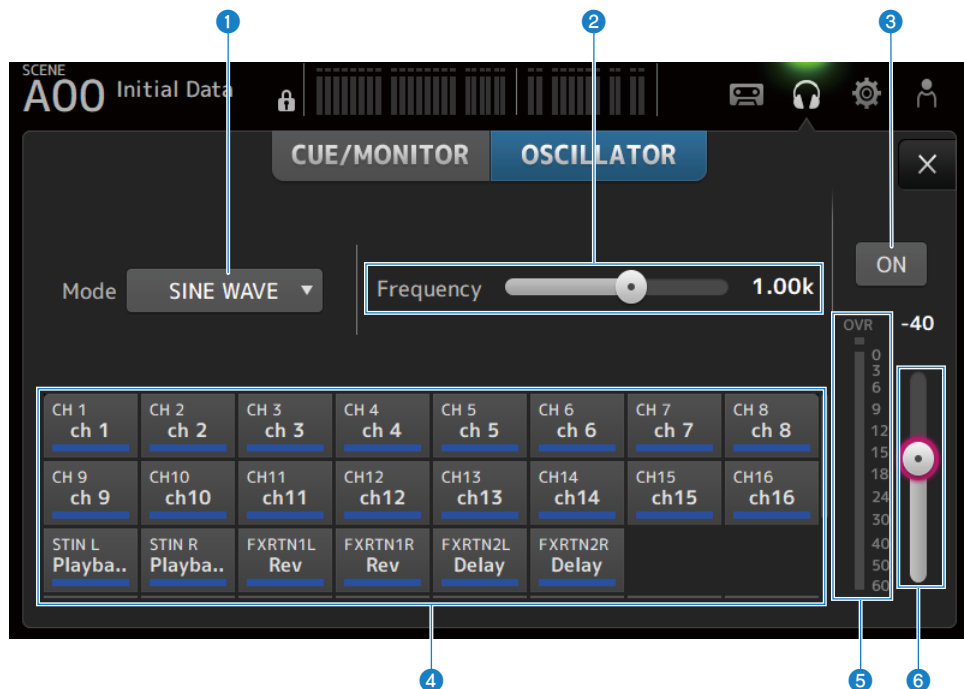 1 2 3
SCENE
A00 Initial Data
CUE/MONITOR OSCILLATOR
ON
Mode SINE WAVE Frequency 1.00k
OVR -40
0
3
6
9
12
15
18
24
30
40
50
60
CH 1 CH 2 CH 3 CH 4 CH 5 CH 6 CH 7 CH 8
ch 1 ch 2 ch 3 ch 4 ch 5 ch 6 ch 7 ch 8
CH 9 CH10 CH11 CH12 CH13 CH14 CH15 CH16
ch 9 ch10 ch11 ch12 ch13 ch14 ch15 ch16
STIN L STIN R FXRTN1L FXRTN1R FXRTN2L FXRTN2R
Playba.. Playba.. Rev Rev Delay Delay
4 5 6